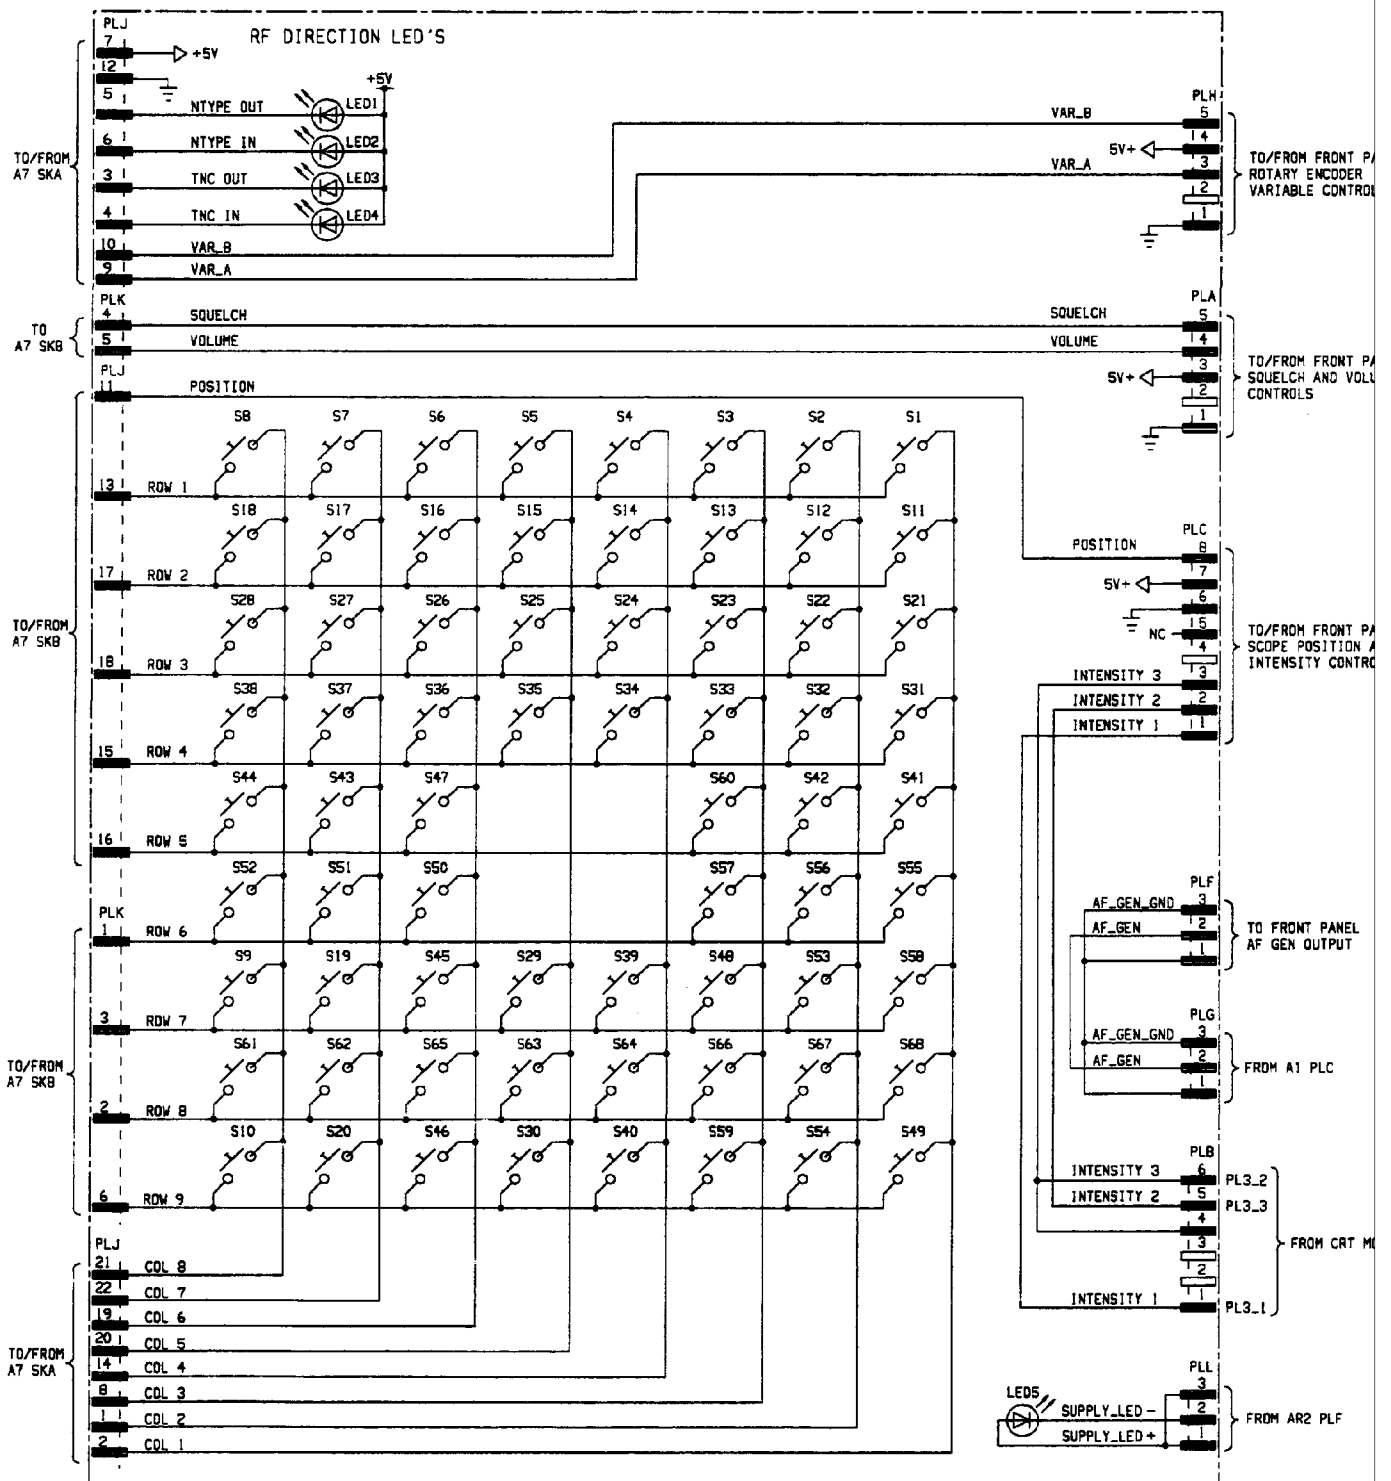 PLJ
RF DIRECTION LED'S
7
+5V
12
+5V
5
NTYPE OUT
LED1
6
NTYPE IN
LED2
3
TNC OUT
LED3
4
TNC IN
LED4
10
VAR_B
9
VAR_A
TO/FROM
A7 SKA
PLH
VAR_B
5
5V+
4
VAR_A
3
2
1
TO/FROM FRONT
ROTARY ENCODER
VARIABLE
PLK
4
SQUELCH
5
VOLUME
TO
A7 SKB
PLA
SQUELCH
5
VOLUME
4
5V+
3
2
1
TO/FROM FRONT
SQUELCH AND
CONTROLS
PLJ
11
POSITION
S8 S7 S6 S5 S4 S3 S2 S1
13
ROW 1
S18 S17 S16 S15 S14 S13 S12 S11
17
ROW 2
S28 S27 S26 S25 S24 S23 S22 S21
18
ROW 3
S38 S37 S36 S35 S34 S33 S32 S31
15
ROW 4
S44 S43 S47 S60 S42 S41
16
ROW 5
TO/FROM
A7 SKB
S52 S51 S50 S57 S56 S55
PLK
1
ROW 6
S9 S19 S45 S29 S39 S48 S53 S58
3
ROW 7
S61 S62 S65 S63 S64 S66 S67 S68
2
ROW 8
S10 S20 S46 S30 S40 S59 S54 S49
6
ROW 9
TO/FROM
A7 SKB
PLJ
21
COL 8
22
COL 7
19
COL 6
20
COL 5
14
COL 4
8
COL 3
1
COL 2
2
COL 1
TO/FROM
A7 SKA
PLC
POSITION
8
5V+
7
6
NC
5
4
INTENSITY 3
3
INTENSITY 2
2
INTENSITY 1
1
TO/FROM FRONT
SCOPE POSITION
INTENSITY
PLF
AF_GEN_GND
3
AF_GEN
2
1
TO FRONT PANEL
AF GEN OUTPUT
PLG
AF_GEN_GND
3
AF_GEN
2
1
FROM A1 PLC
PLB
INTENSITY 3
6
PL3_2
INTENSITY 2
5
PL3_3
4
3
2
INTENSITY 1
1
PL3_1
FROM CRT
PLL
LED5
3
SUPPLY_LED -
2
SUPPLY_LED +
1
FROM AR2 PLF